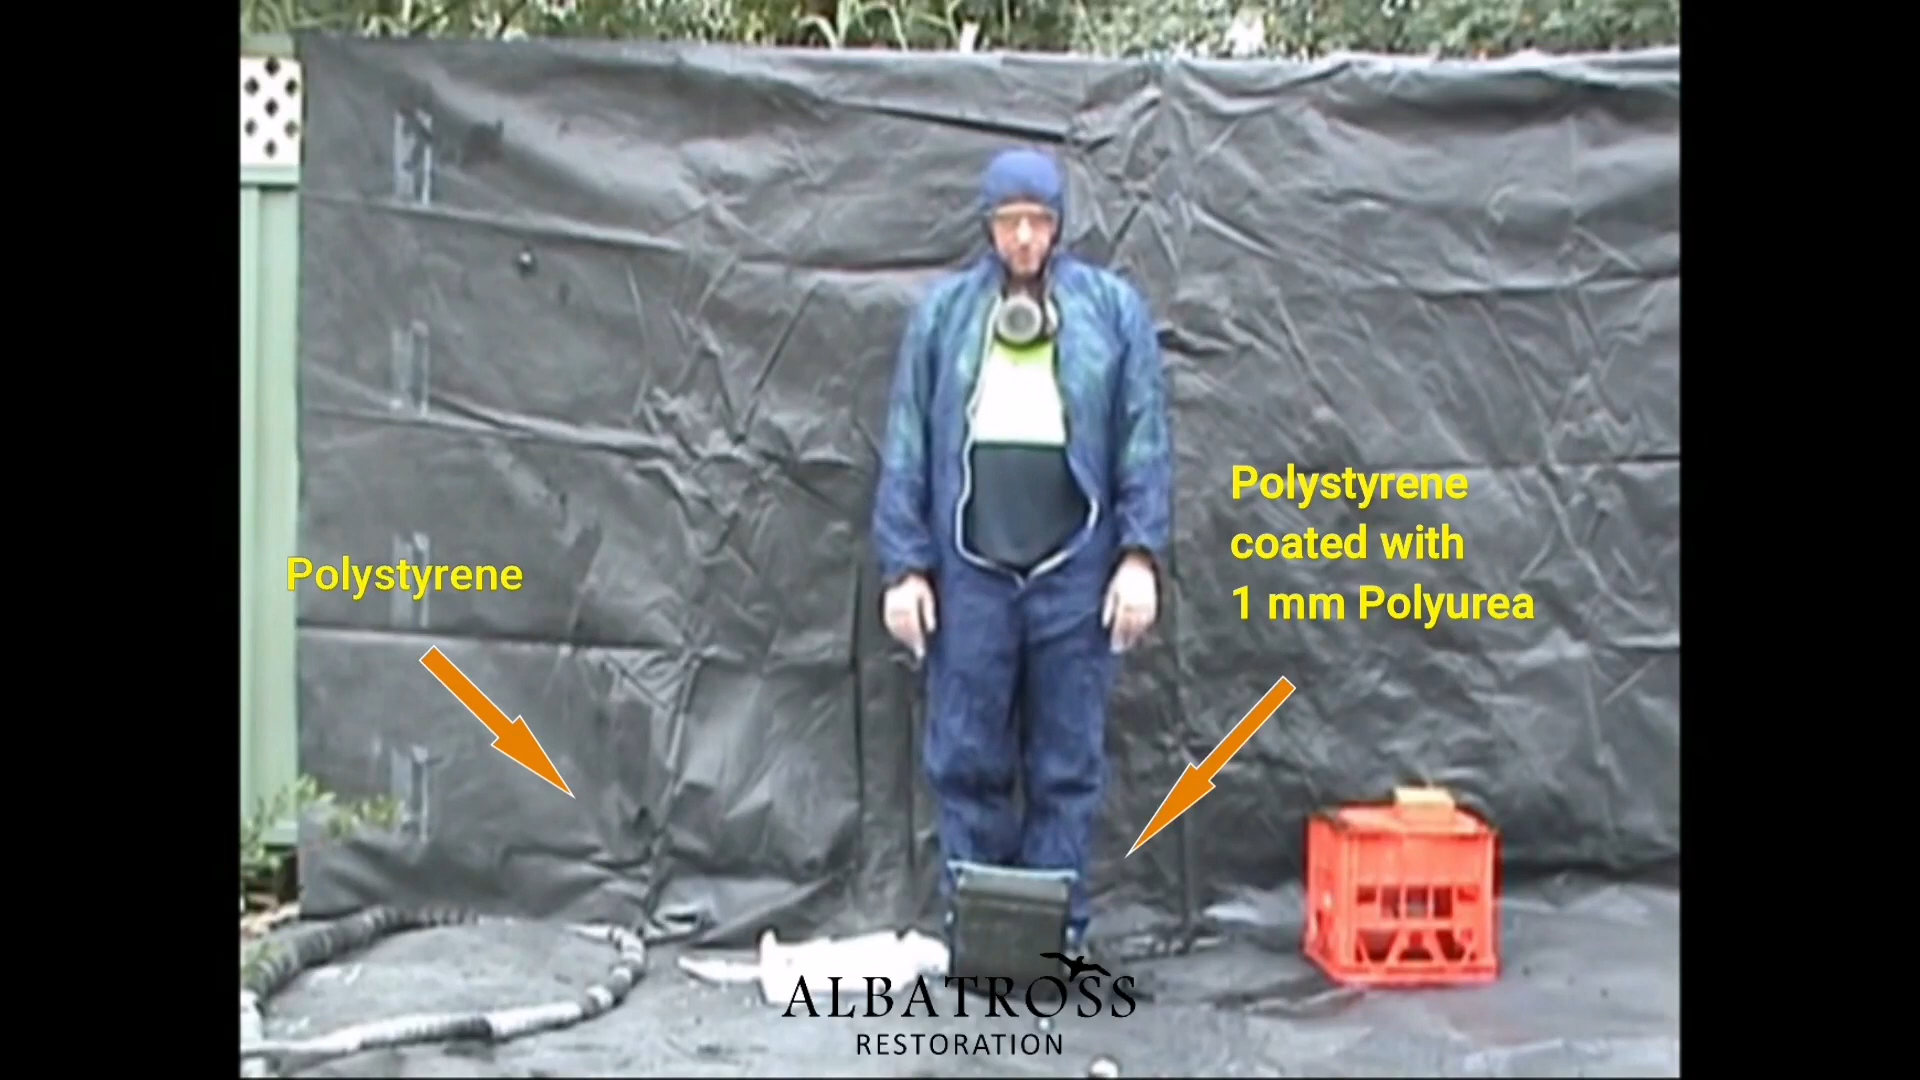 Polystyrene
Polystyrene
coated with
1 mm Polyurea
ALBATROSS
RESTORATION